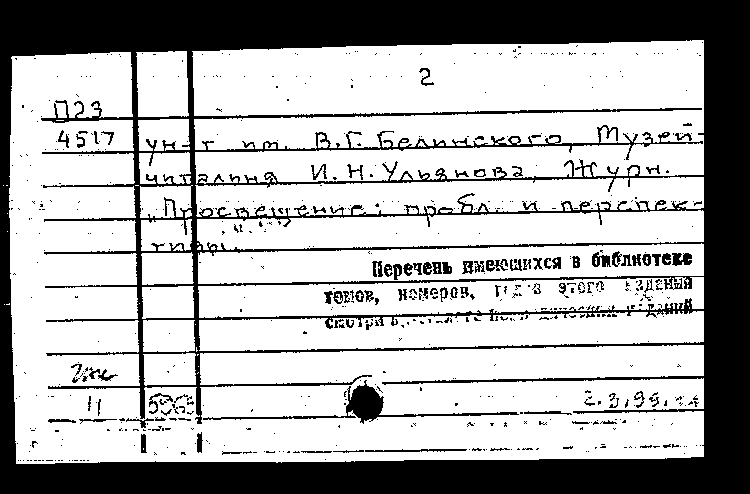 2
П23
4517 ун-т им. В.Г. Белинского, Музей-
читальня И.Н. Ульянова, Журн.
"Просвещение: пробл. и перспек-
тивы".
Перечень имеющихся в библиотеке
томов, номеров, этого издания
смотри
11